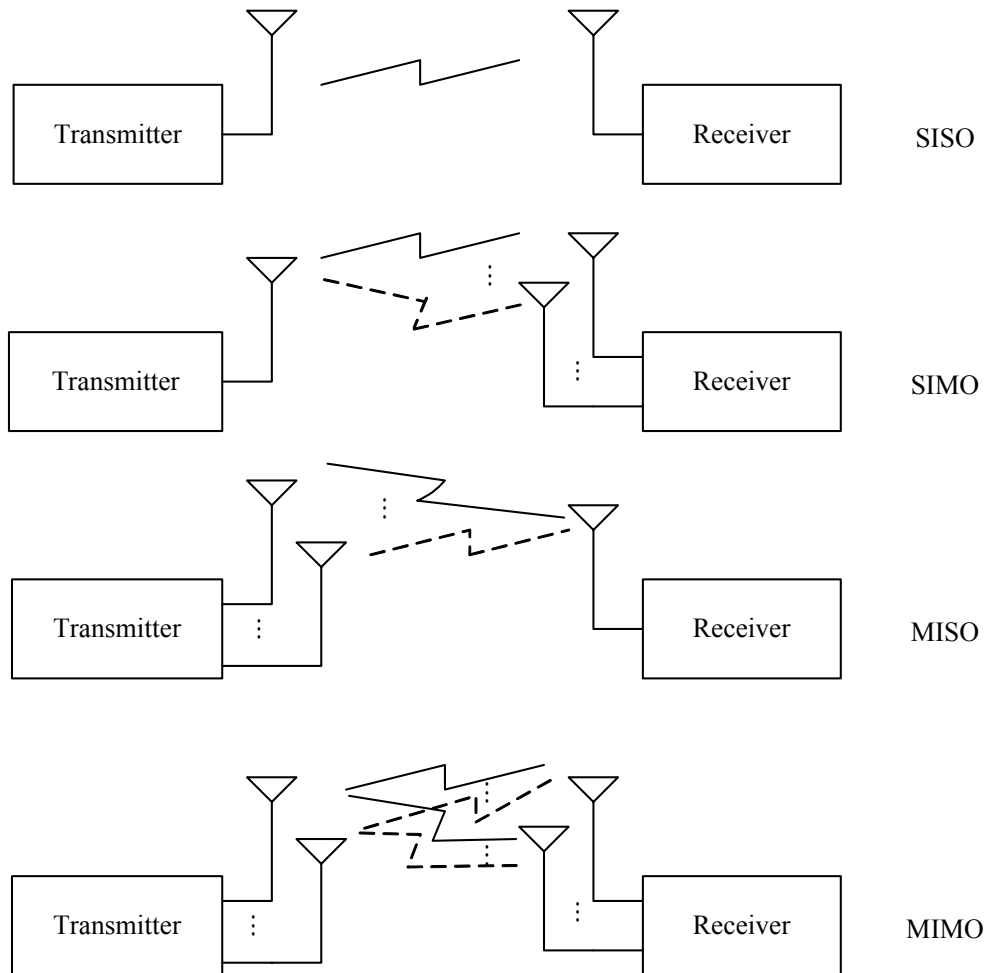 Transmitter Receiver SISO
Transmitter Receiver SIMO
Transmitter Receiver MISO
Transmitter Receiver MIMO